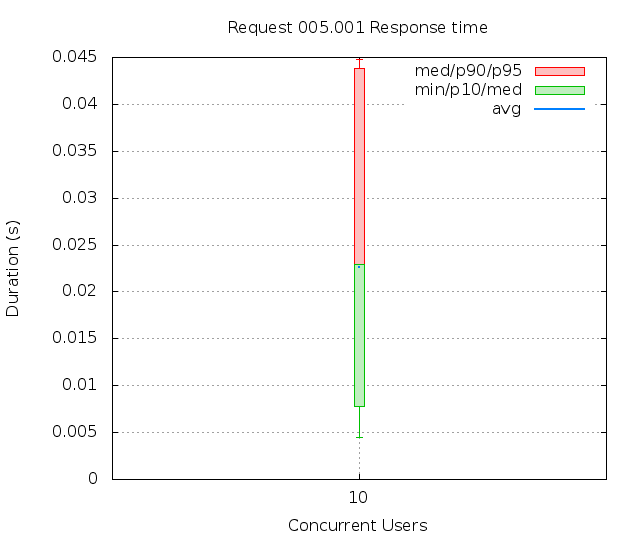 Request 005.001 Response time
0.045
0.04
0.035
0.03
0.025
0.02
0.015
0.01
0.005
0
med/p90/p95
min/p10/med
avg
Duration (s)
10
Concurrent Users